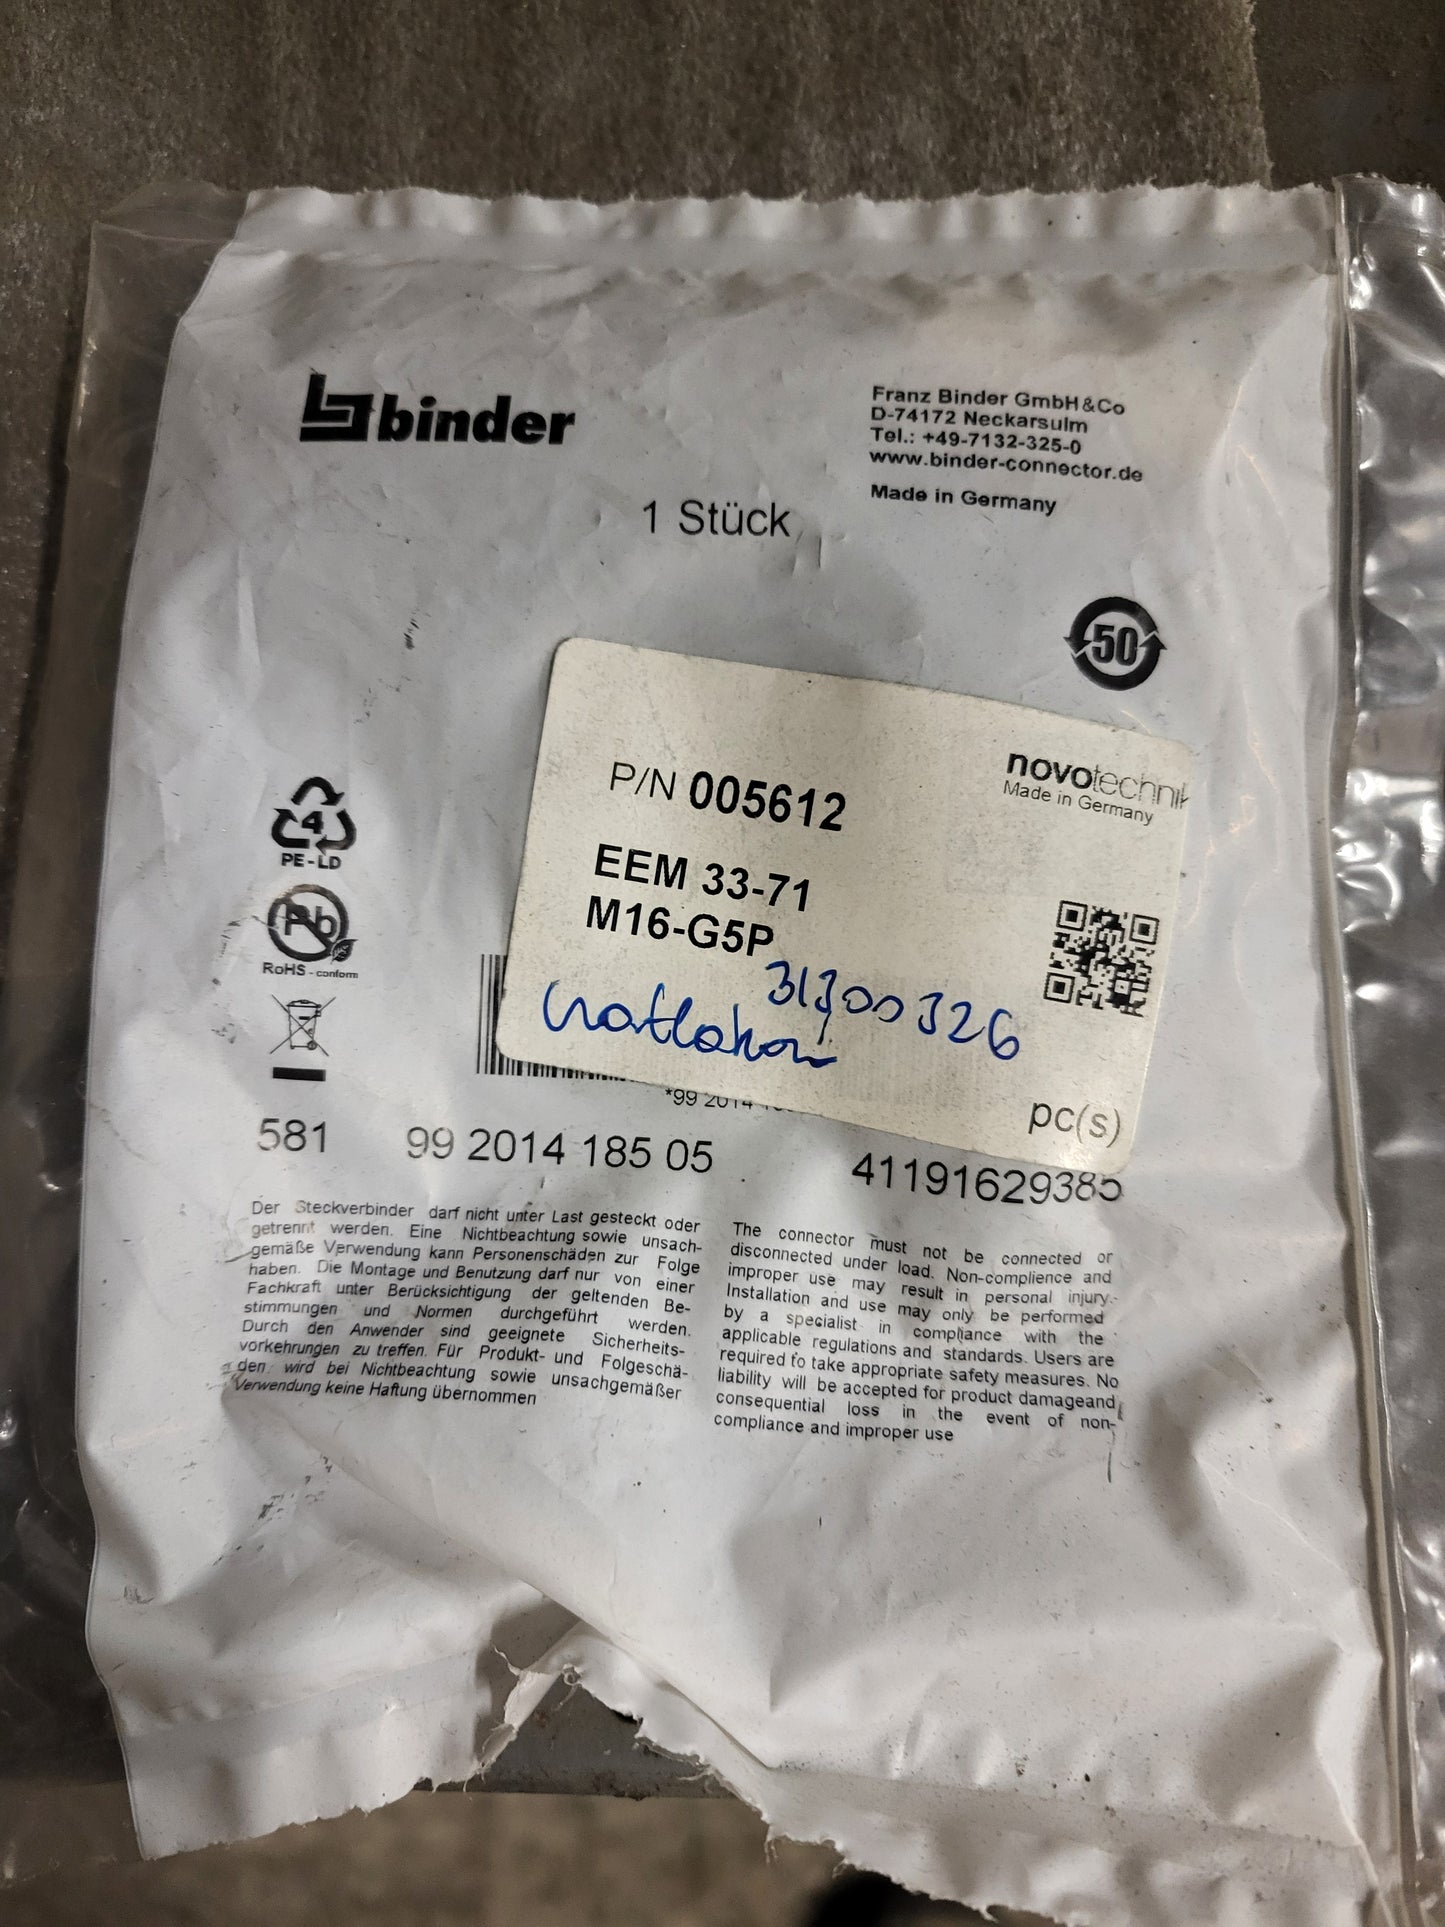 binder
Franz Binder GmbH & Co
D-74172 Neckarsulm
Tel.: +49-7132-325-0
www.binder-connector.de
Made in Germany
1 Stück
50
novotechnik
Made in Germany
P/N 005612
EEM 33-71
M16-G5P
31300326
pc(s)
4
PE-LD
Pb
RoHS - conform
*99 2014
581 99 2014 185 05 41191629385
Der Steckverbinder darf nicht unter Last gesteckt oder
getrennt werden. Eine Nichtbeachtung sowie unsach-
gemäße Verwendung kann Personenschäden zur Folge
haben. Die Montage und Benutzung darf nur von einer
Fachkraft unter Berücksichtigung der geltenden Be-
stimmungen und Normen durchgeführt werden.
Durch den Anwender sind geeignete Sicherheits-
vorkehrungen zu treffen. Für Produkt- und Folgeschä-
den wird bei Nichtbeachtung sowie unsachgemäßer
Verwendung keine Haftung übernommen
The connector must not be connected or
disconnected under load. Non-complience and
improper use may result in personal injury.
Installation and use may only be performed
by a specialist in compliance with the
applicable regulations and standards. Users are
required to take appropriate safety measures. No
liability will be accepted for product damageand
consequential loss in the event of non-
compliance and improper use